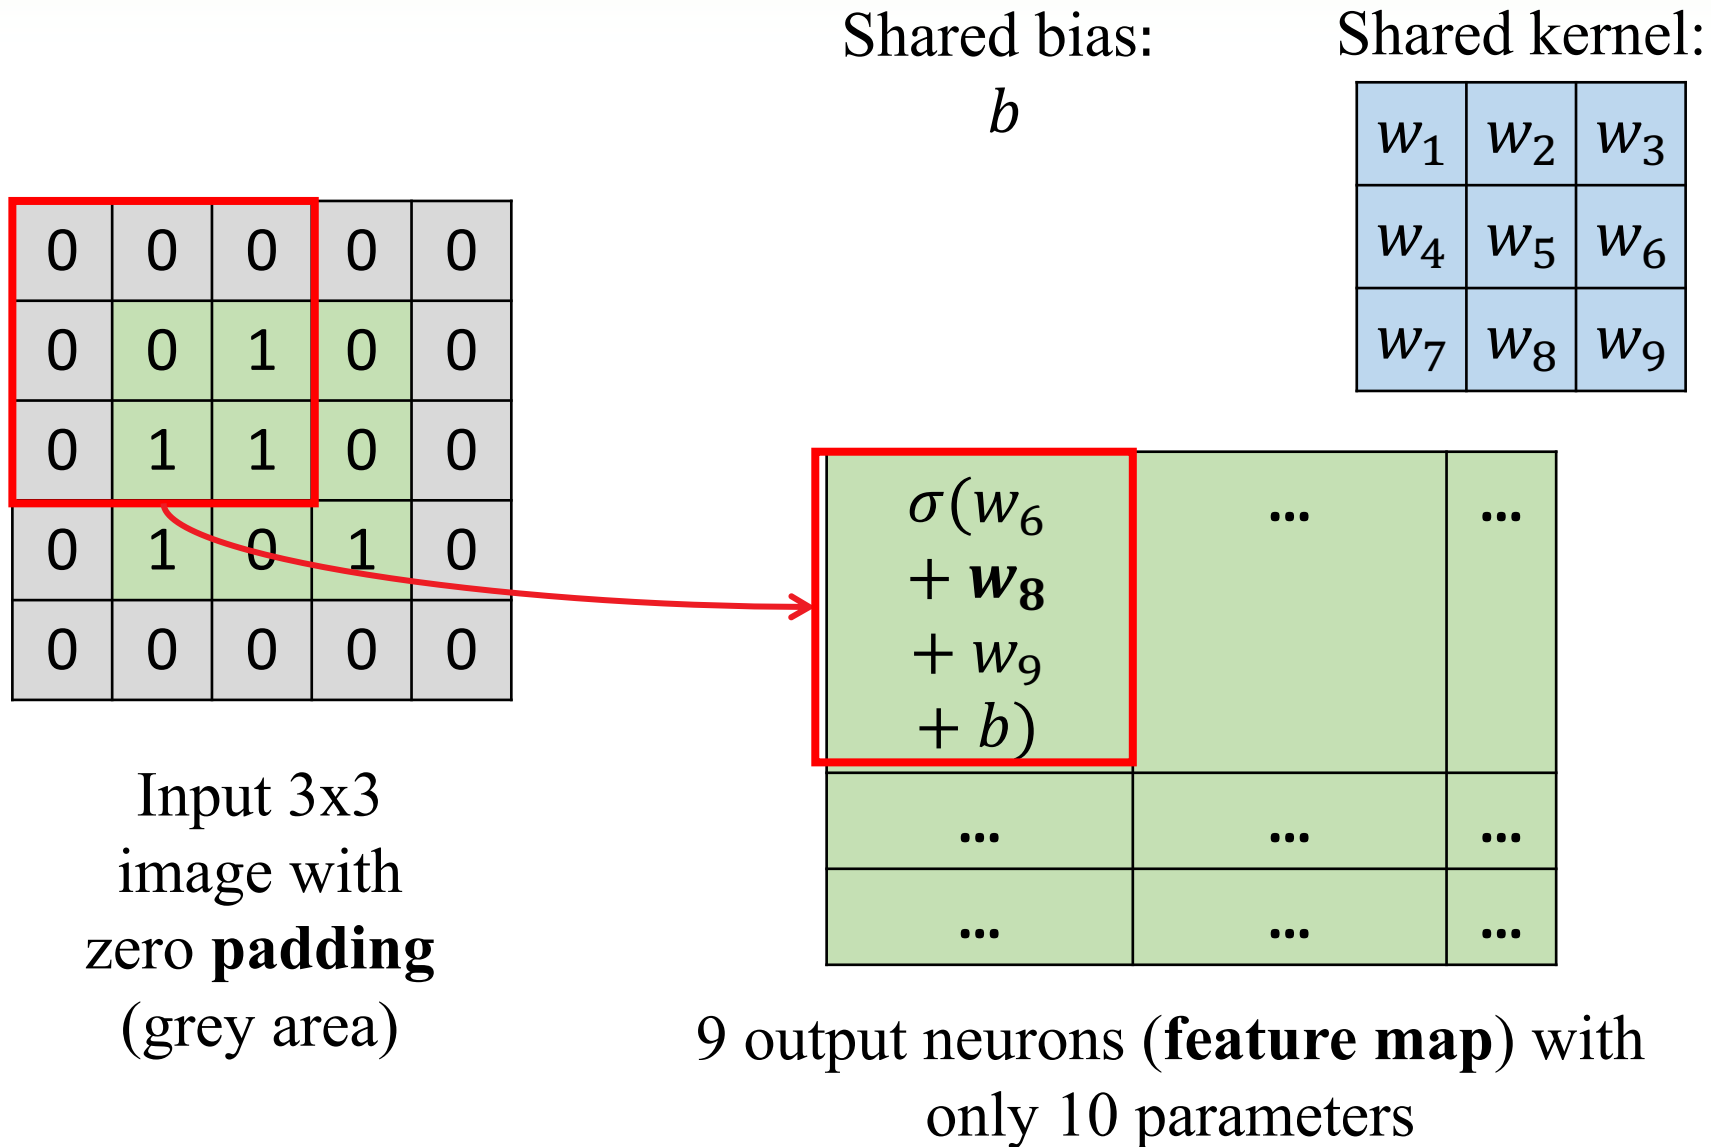 Shared bias:
b
Shared kernel:
w₁ w₂ w₃
w₄ w₅ w₆
w₇ w₈ w₉
0 0 0 0 0
0 0 1 0 0
0 1 1 0 0
0 1 0 1 0
0 0 0 0 0
Input 3x3
image with
zero padding
(grey area)
σ(w₆ ... ...
+ w₈
+ w₉
+ b)
... ... ...
... ... ...
9 output neurons (feature map) with
only 10 parameters